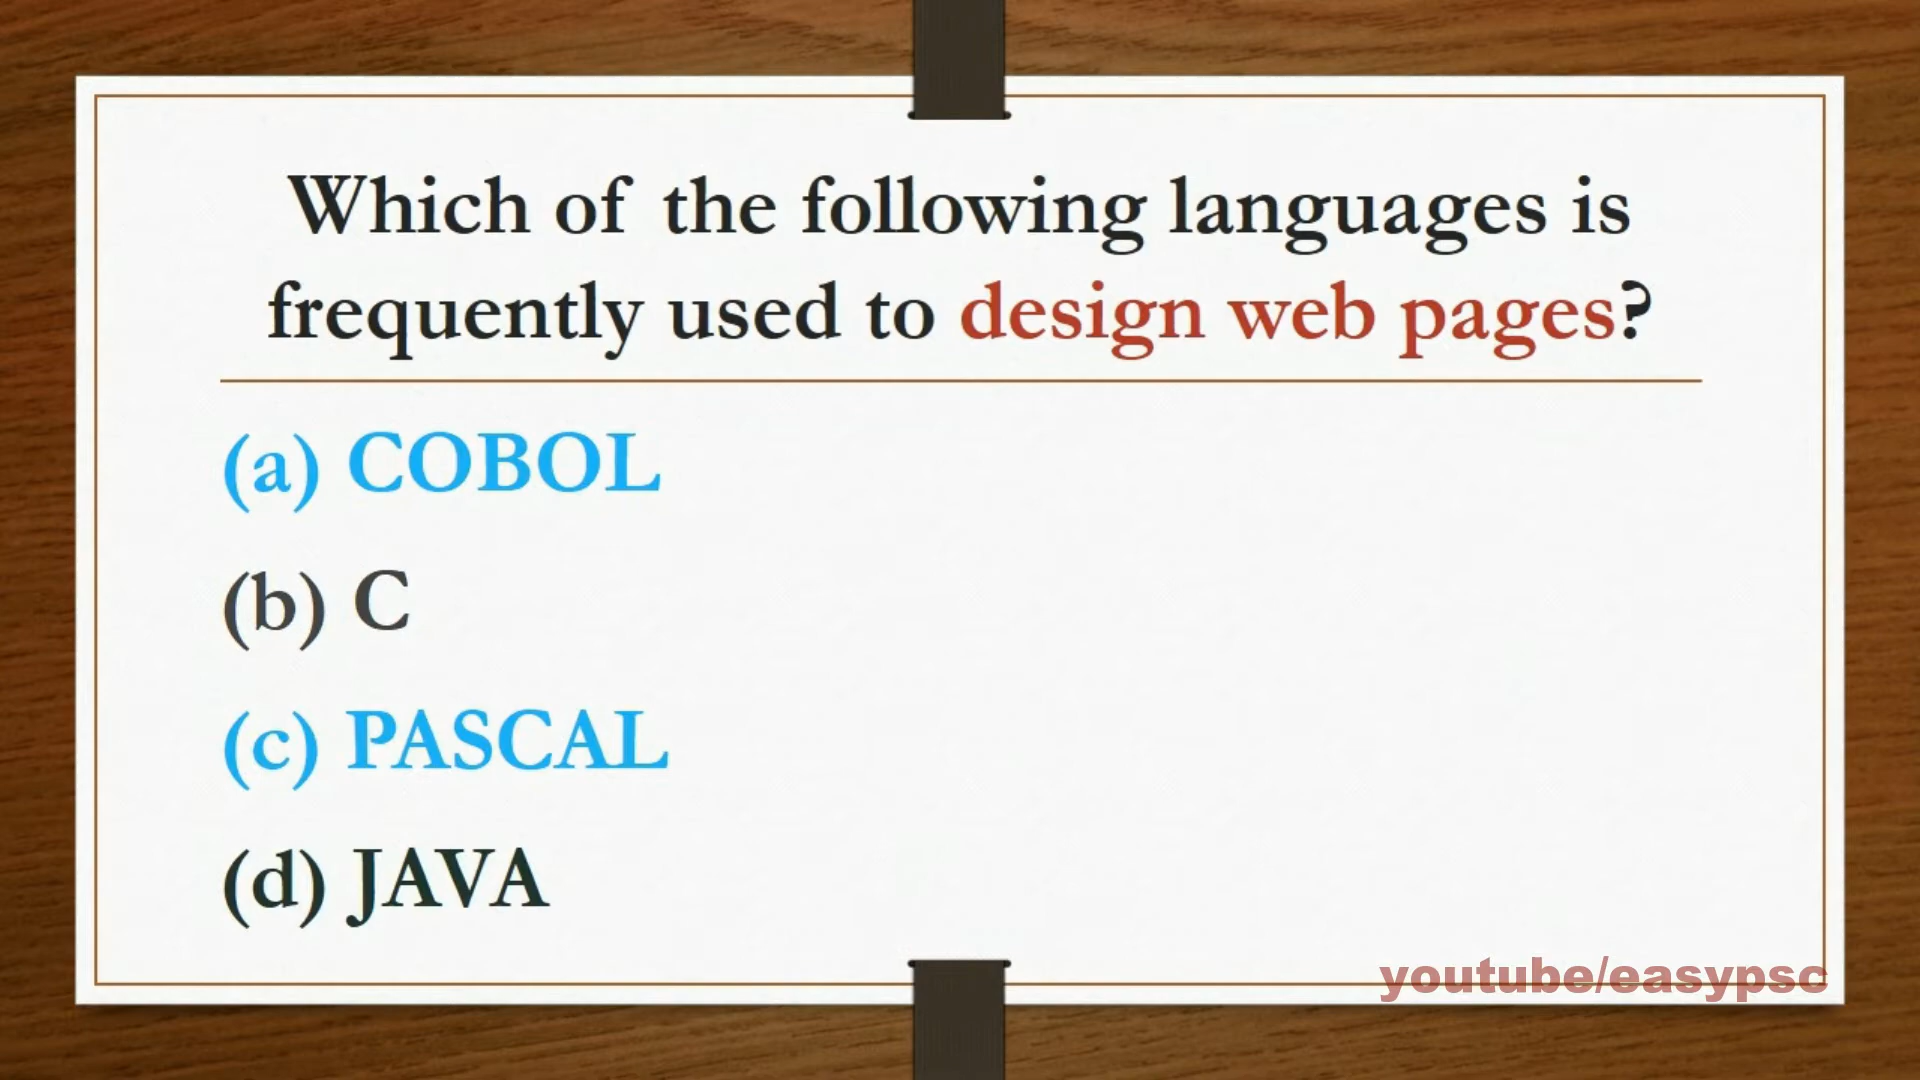 Which of the following languages is
frequently used to design web pages?
(a) COBOL
(b) C
(c) PASCAL
(d) JAVA
youtube/easypsc